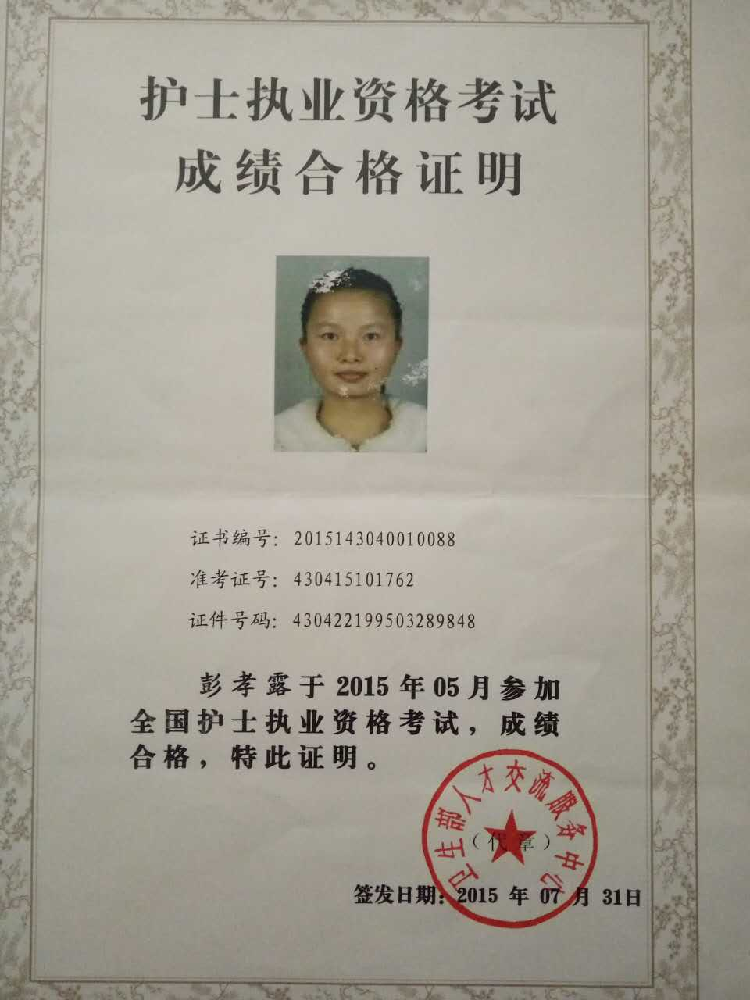 护士执业资格考试
成绩合格证明
证书编号：2015143040010088
准考证号：430415101762
证件号码：430422199503289848
彭孝露于2015年05月参加
全国护士执业资格考试，成绩
合格，特此证明。
卫生部人才交流服务中心
（代章）
签发日期：2015年07月31日